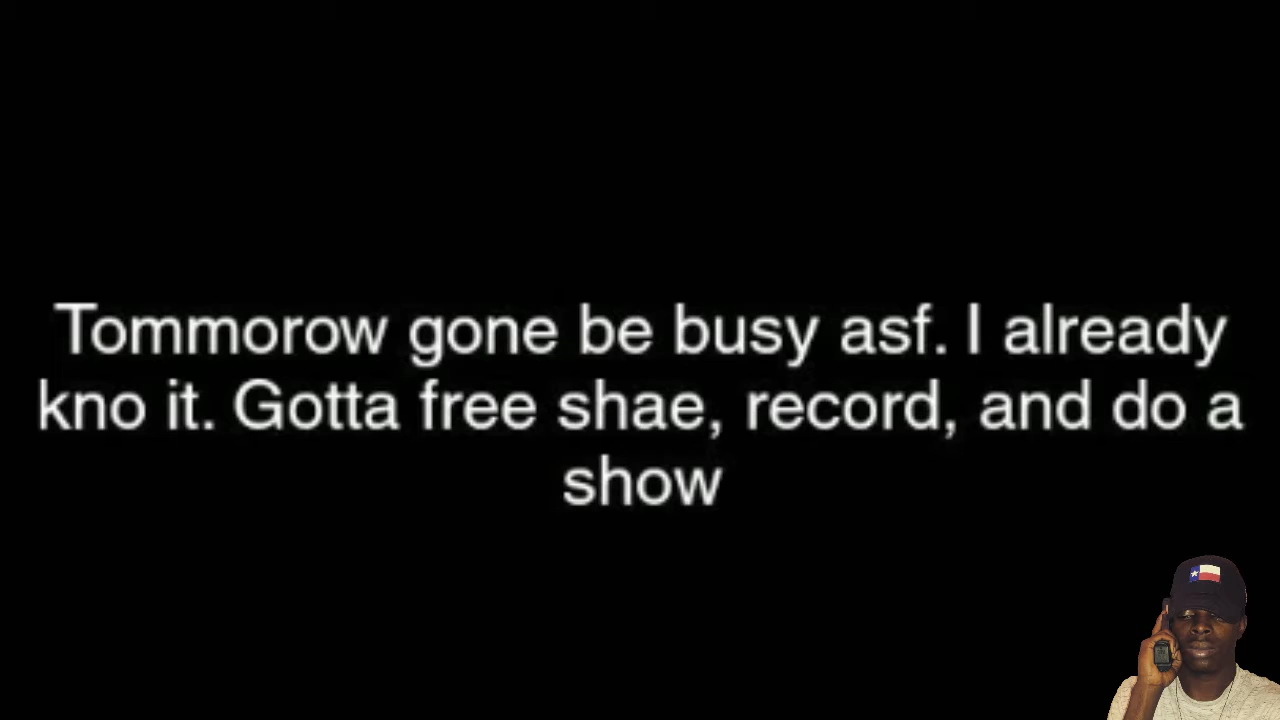 Tommorow gone be busy asf. I already
kno it. Gotta free shae, record, and do a
show